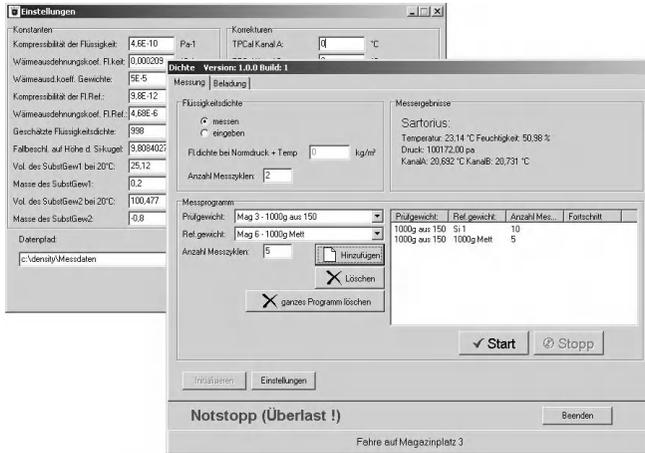 Einstellungen
Konstanten
Korrekturen
Kompressibilität der Flüssigkeit: 4,6E-10 Pa-1
TPCal Kanal A: 0 °C
Wärmeausdehnungskoef. Fl.keit: 0,000209
Wärmeausd.koeff. Gewichte: 5E-5
Kompressibilität der Fl.Ref.: 9,8E-12
Wärmeausdehnungskoef. Fl.Ref.: 4,68E-6
Geschätzte Flüssigkeitsdichte: 998
Fallbeschl. auf Höhe d. Si-kugel: 9,8084027
Vol. des SubstGew1 bei 20°C: 25,12
Masse des SubstGew1: 0,2
Vol. des SubstGew2 bei 20°C: 100,477
Masse des SubstGew2: -0,8
Datenpfad:
c:\density\Messdaten
Dichte Version: 1.0.0 Build: 1
Messung Beladung
Flüssigkeitsdichte
messen
eingeben
Fl.dichte bei Normdruck + Temp 0 kg/m³
Anzahl Messzyklen: 2
Messergebnisse
Sartorius:
Temperatur: 23,14 °C Feuchtigkeit: 50,98 %
Druck: 100172,00 pa
KanalA: 20,692 °C KanalB: 20,731 °C
Messprogramm
Prüfgewicht: Mag 3 - 1000g aus 150
Ref.gewicht: Mag 6 - 1000g Mett
Anzahl Messzyklen: 5
Hinzufügen
Löschen
ganzes Programm löschen
Prüfgewicht: Ref.gewicht: Anzahl Mes... Fortschritt
1000g aus 150 Si 1 10
1000g aus 150 1000g Mett 5
Start
Stopp
Initialisieren
Einstellungen
Notstopp (Überlast !)
Beenden
Fahre auf Magazinplatz 3